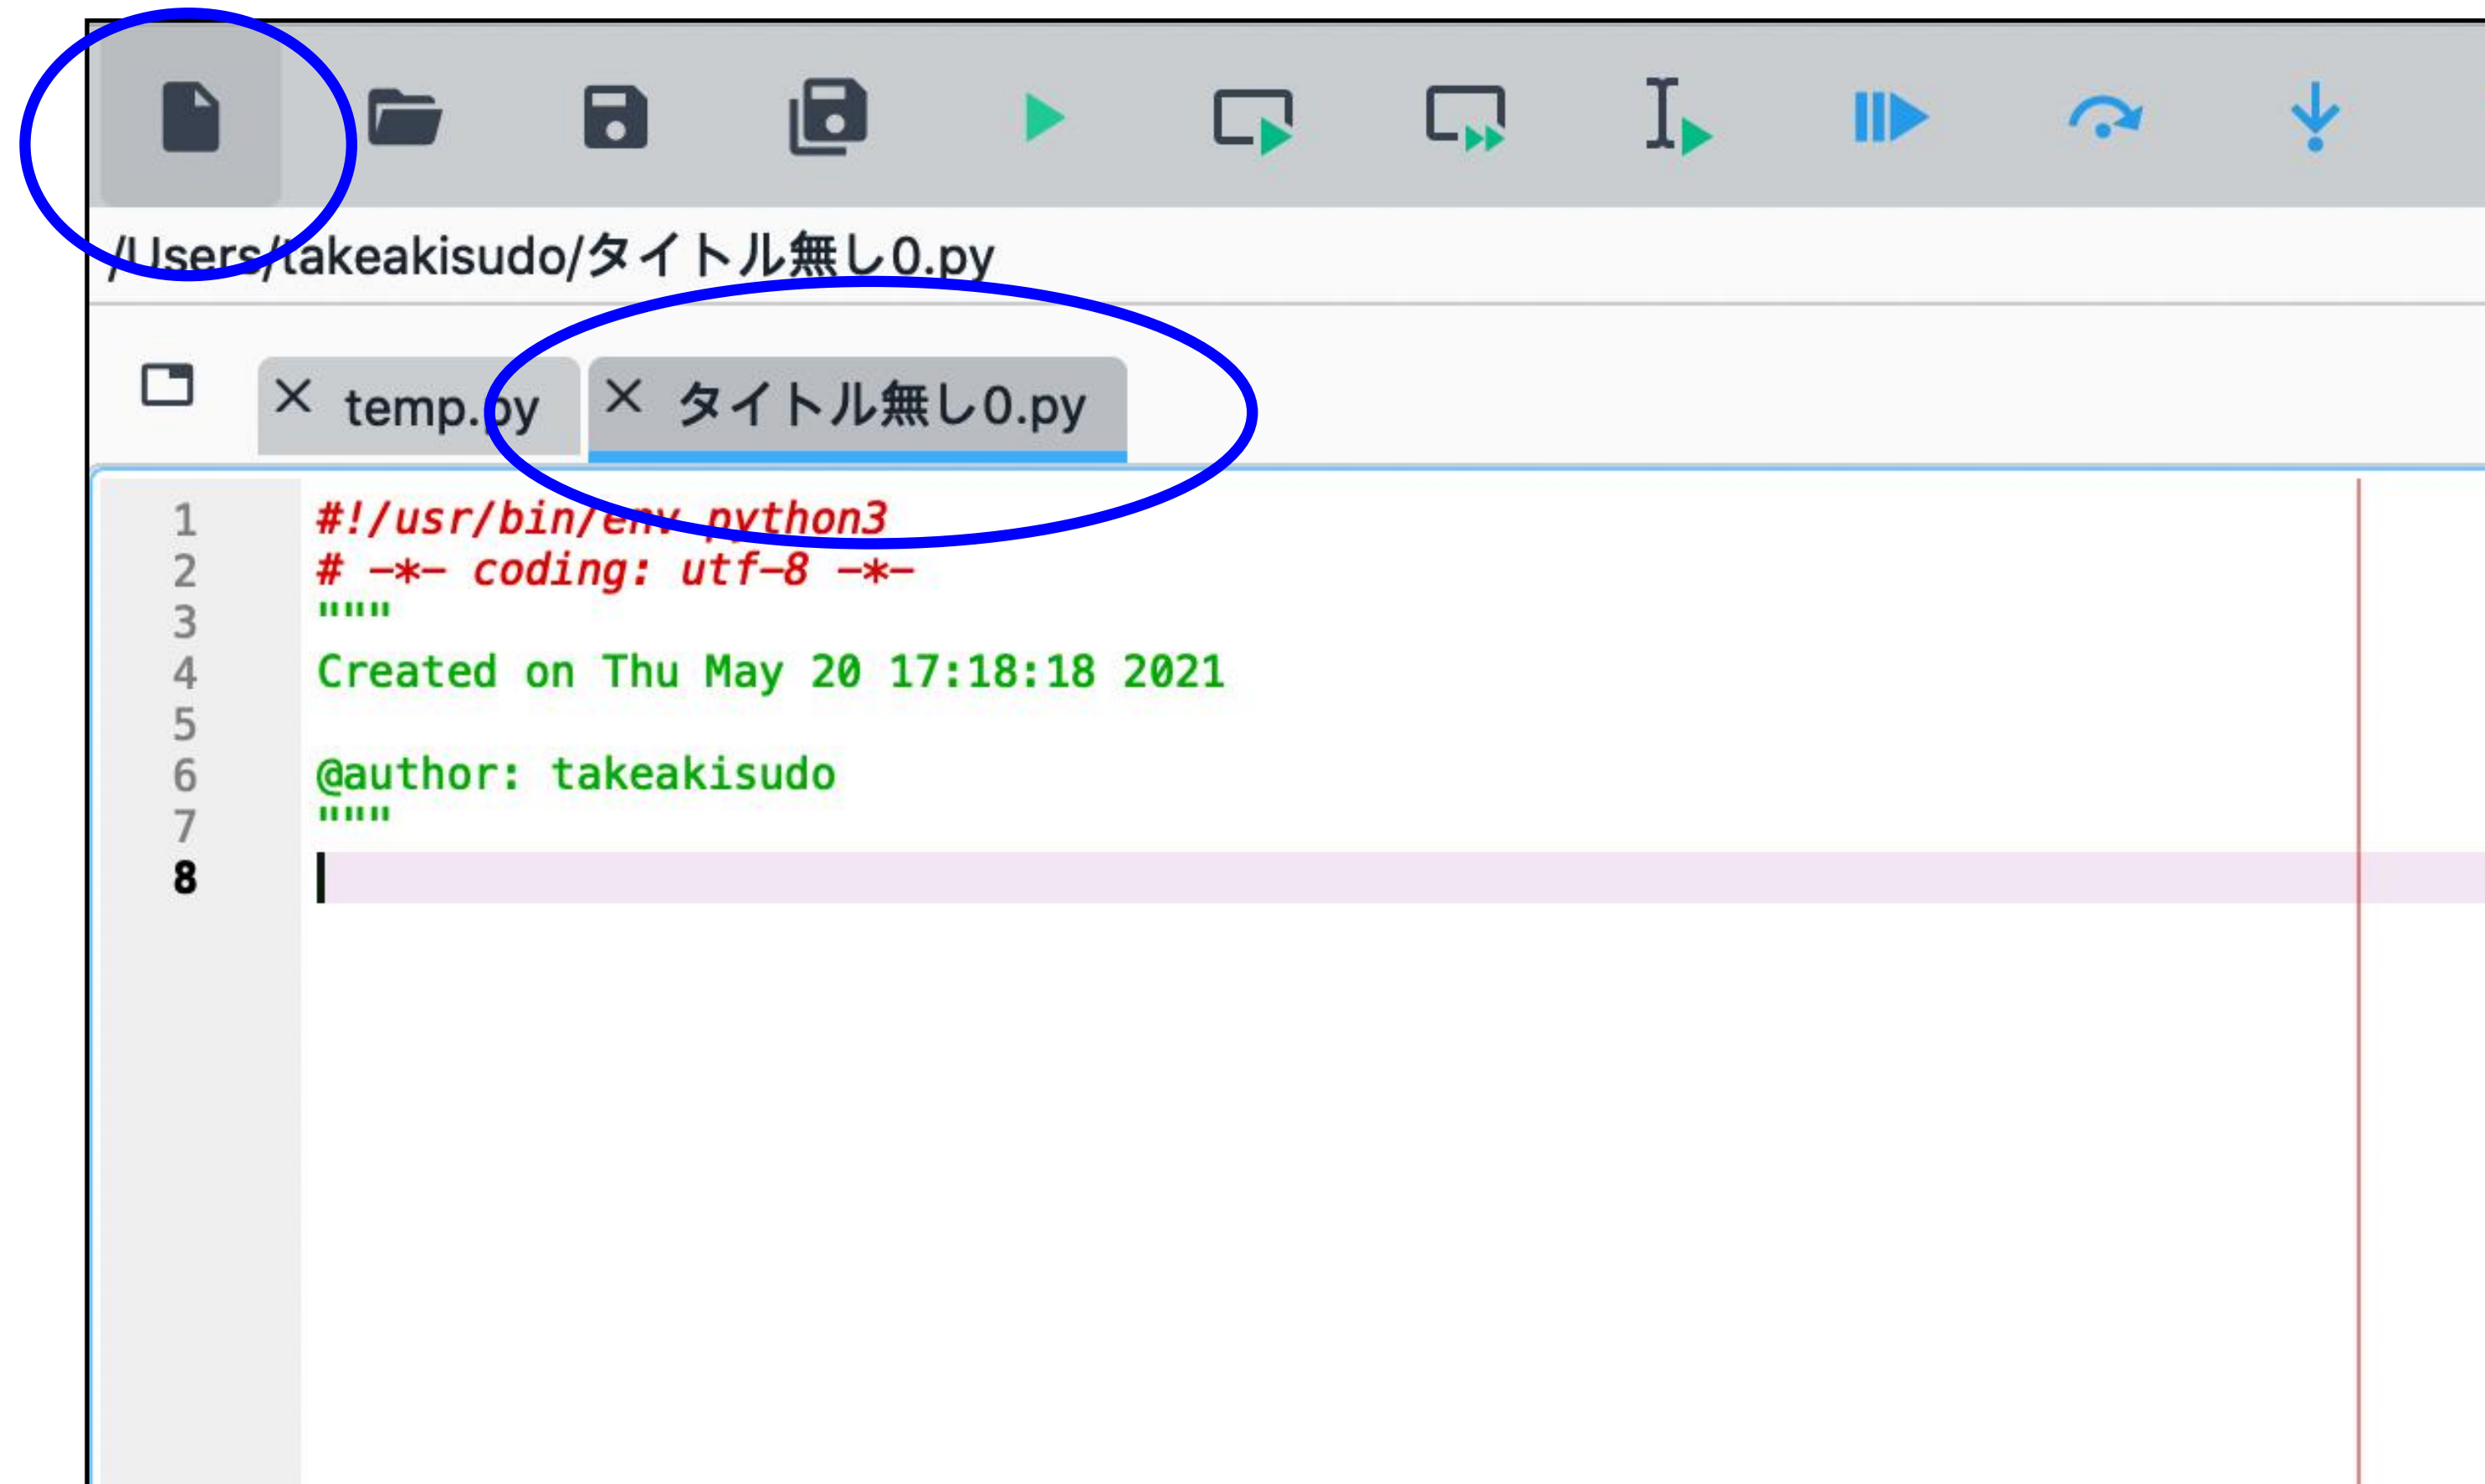 /Users/takeakisudo/タイトル無し0.py
temp.py タイトル無し0.py
1 #!/usr/bin/env python3
2 # -*- coding: utf-8 -*-
3 """
4 Created on Thu May 20 17:18:18 2021
5
6 @author: takeakisudo
7 """
8